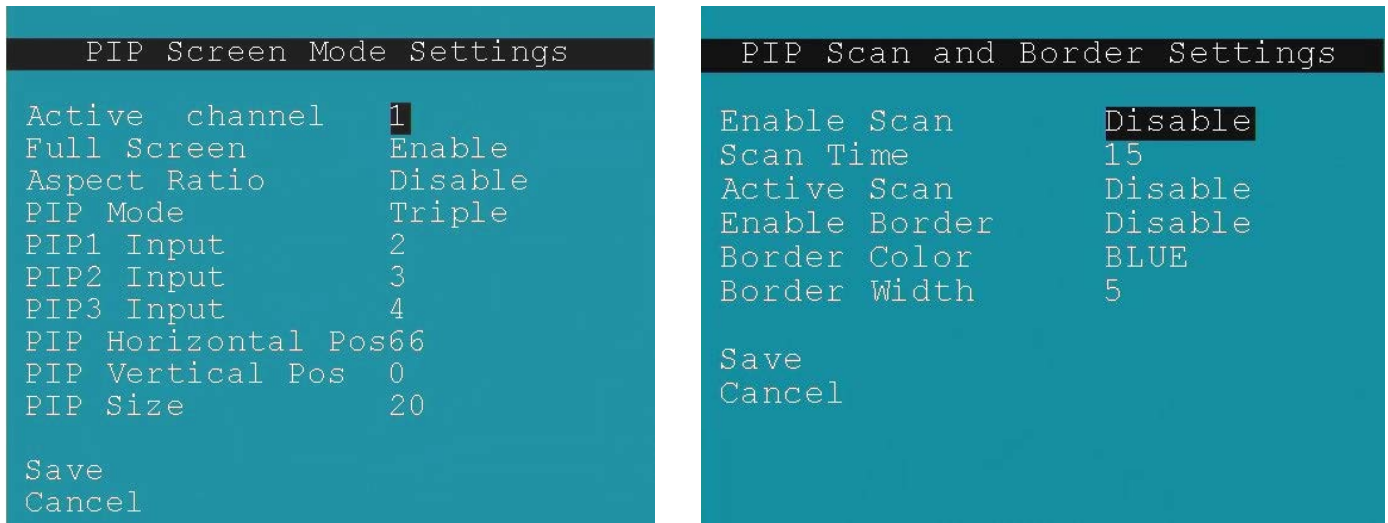 PIP Screen Mode Settings
Active channel 1
Full Screen Enable
Aspect Ratio Disable
PIP Mode Triple
PIP1 Input 2
PIP2 Input 3
PIP3 Input 4
PIP Horizontal Pos66
PIP Vertical Pos 0
PIP Size 20
Save
Cancel
PIP Scan and Border Settings
Enable Scan Disable
Scan Time 15
Active Scan Disable
Enable Border Disable
Border Color BLUE
Border Width 5
Save
Cancel